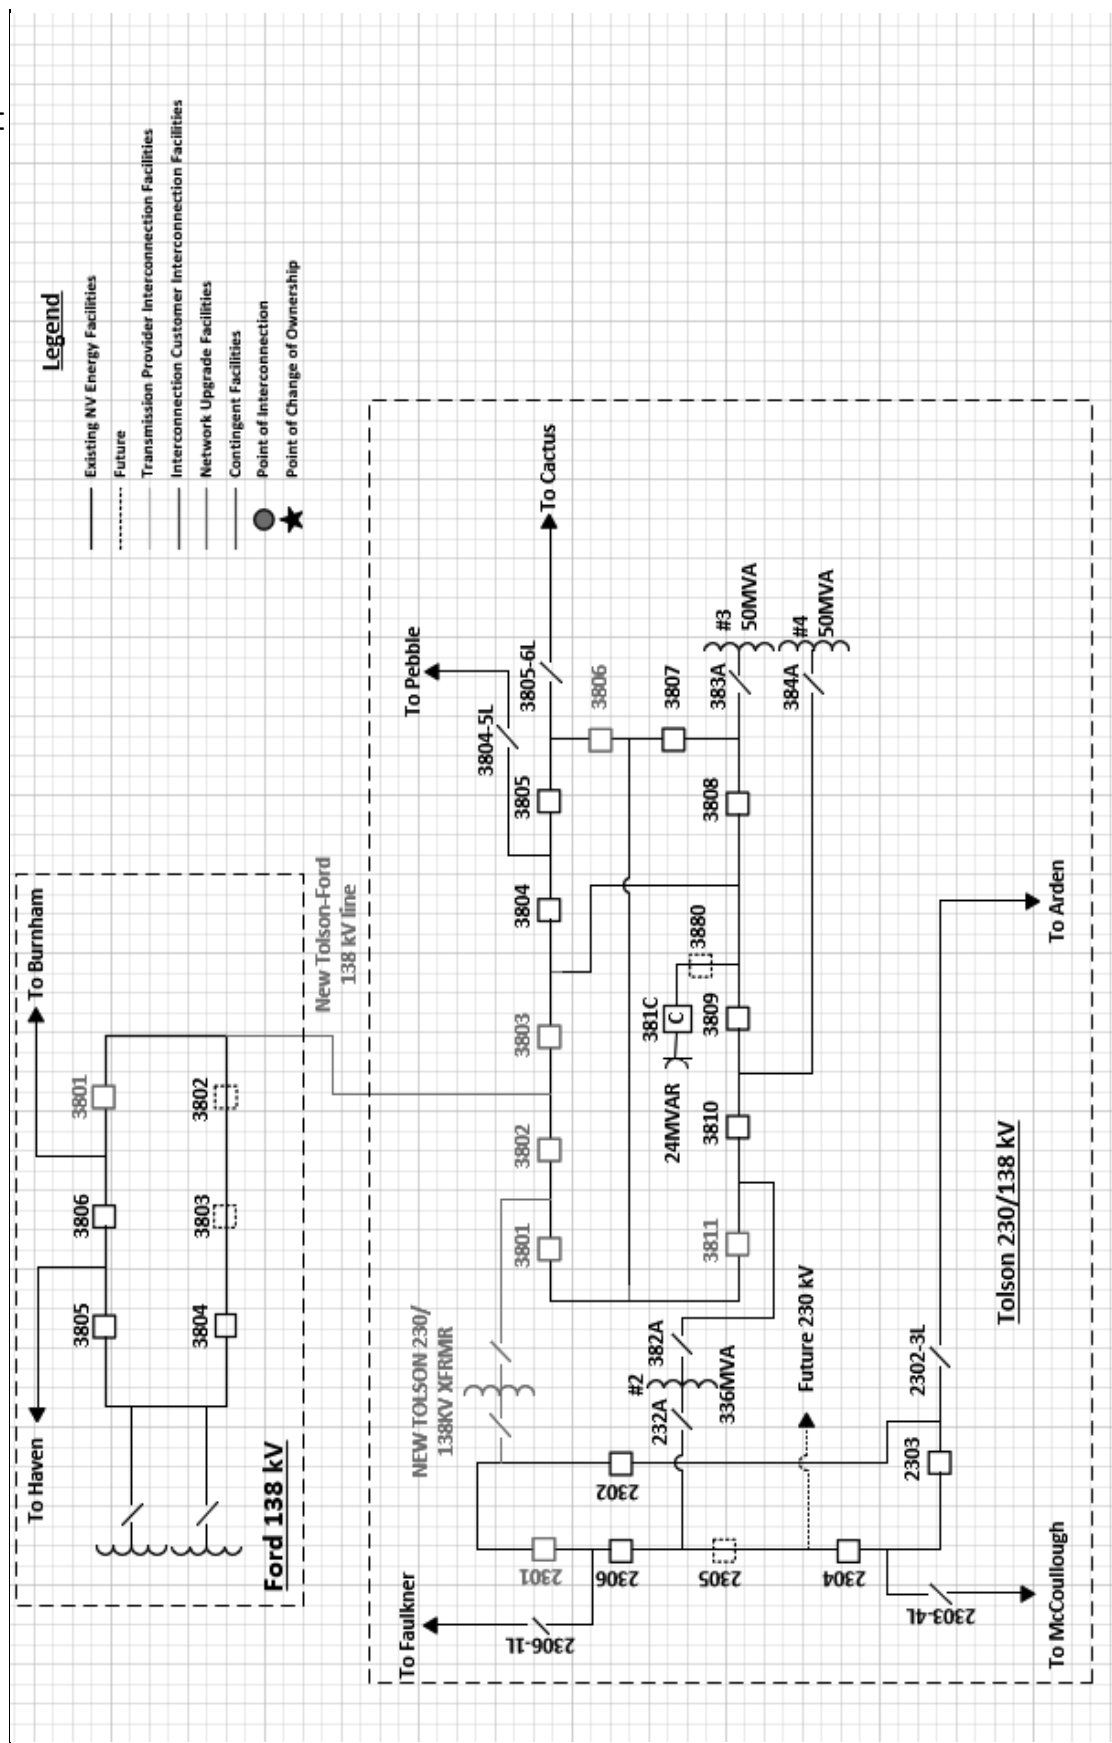 Legend
Existing NV Energy Facilities
Future
Transmission Provider Interconnection Facilities
Interconnection Customer Interconnection Facilities
Network Upgrade Facilities
Contingent Facilities
Point of Interconnection
Point of Change of Ownership
To Haven
To Burnham
3805
3806
3801
3804
3803
3802
Ford 138 kV
New Tolson-Ford
138 kV line
To Faulkner
2306-1L
NEW TOLSON 230/
138KV XFRMR
To Pebble
3804-5L
To Cactus
3805-6L
3801
3802
3803
3804
3805
3806
3807
2301
2306
2302
2305
2304
232A
#2
336MVA
382A
3811
3810
3809
3808
24MVAR
381C
C
3880
383A
#3
50MVA
384A
#4
50MVA
Future 230 kV
2303
2302-3L
2303-4L
To McCoullough
To Arden
Tolson 230/138 kV